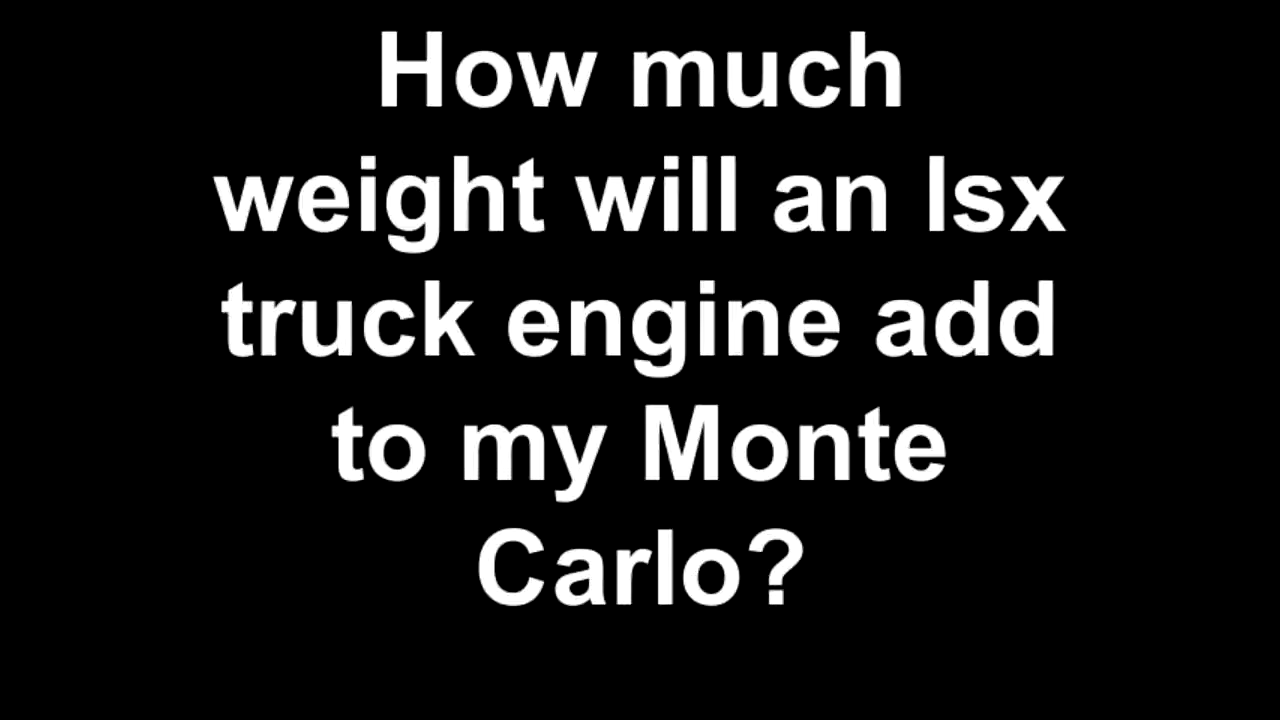 How much
weight will an lsx
truck engine add
to my Monte
Carlo?